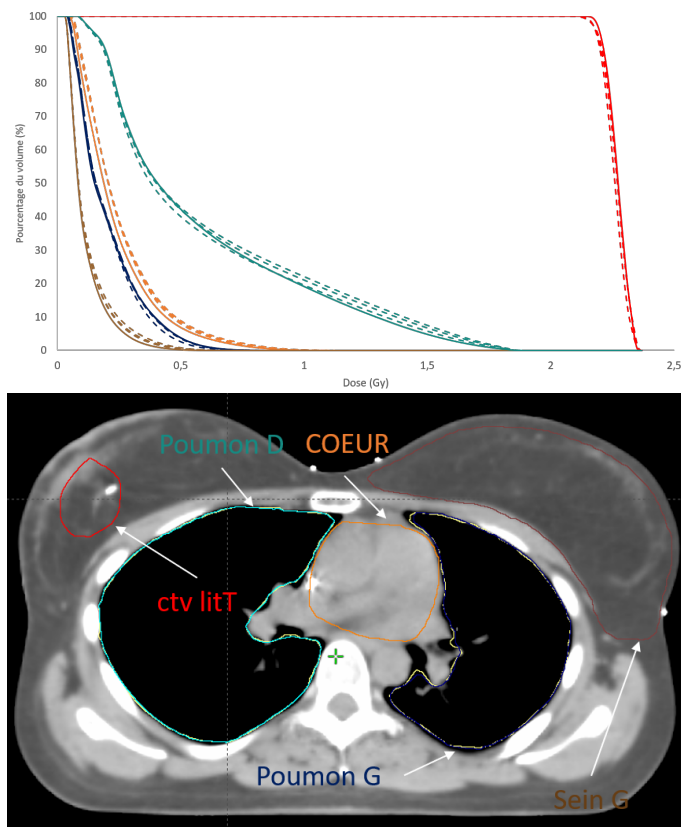 100
90
80
70
60
50
40
30
20
10
0
Pourcentage du volume (%)
0
0,5
1
1,5
2
2,5
Dose (Gy)
Poumon D
COEUR
ctv litT
Poumon G
Sein G